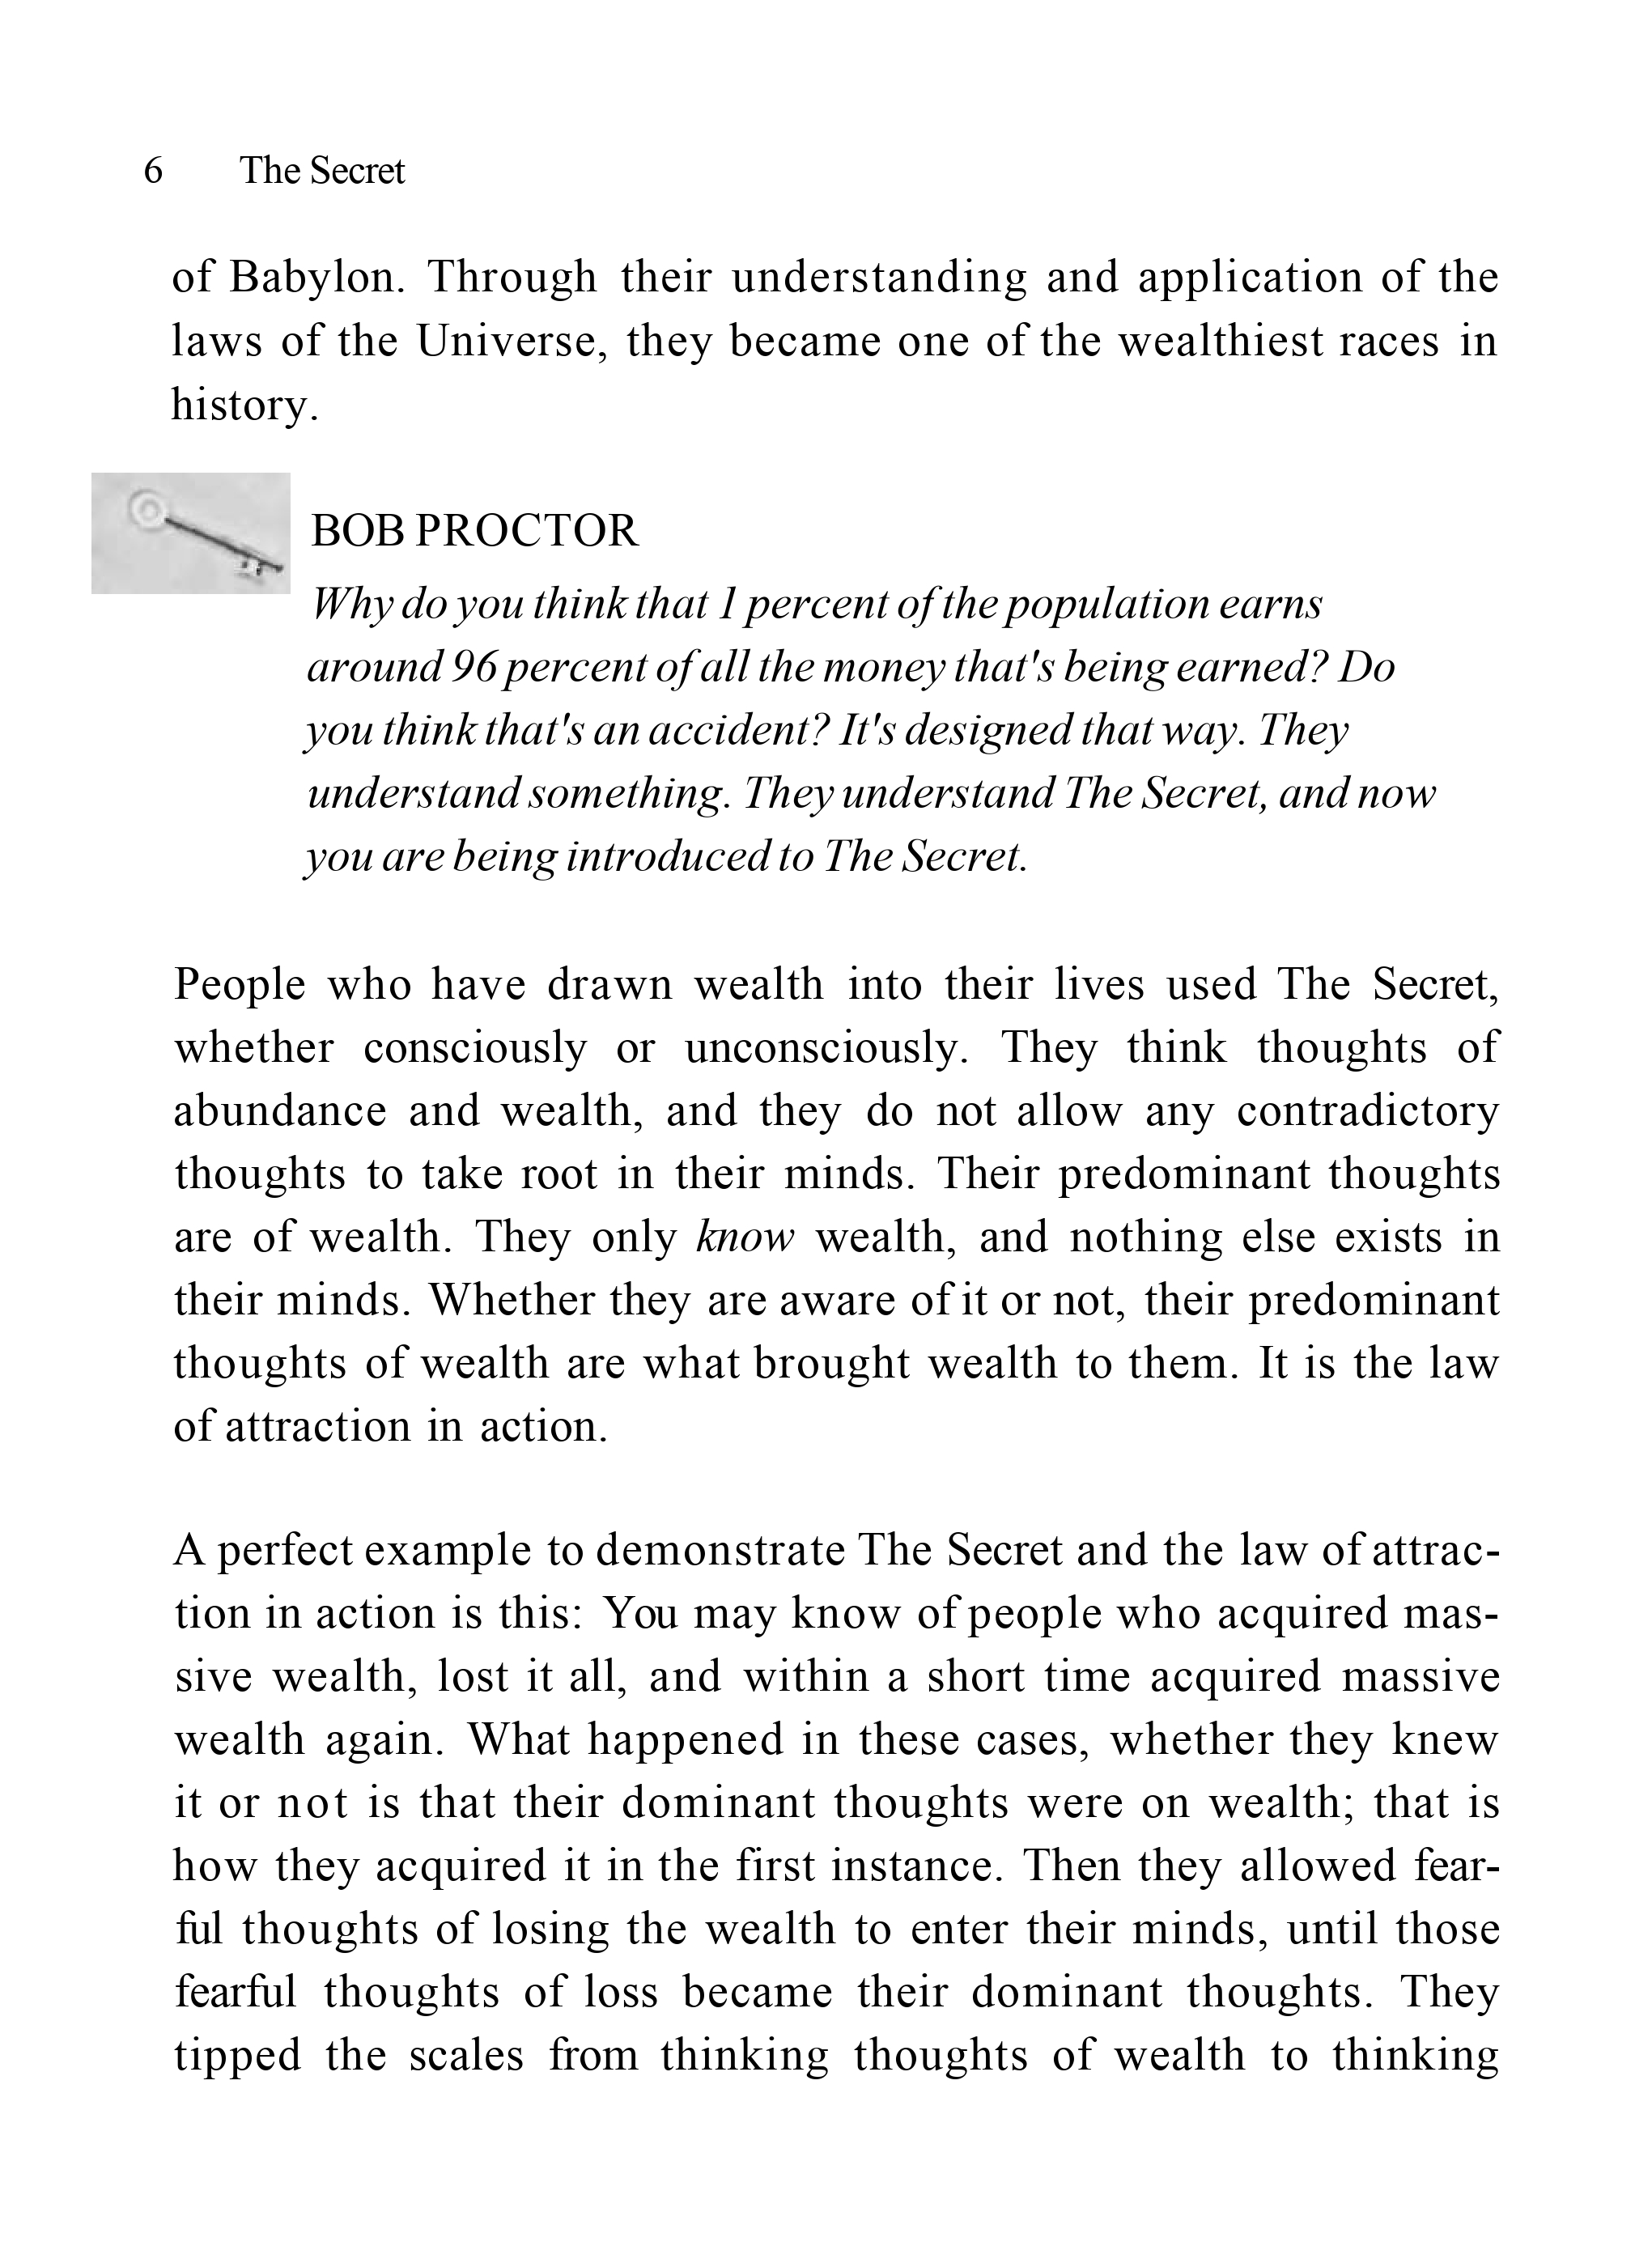 6 The Secret
of Babylon. Through their understanding and application of the
laws of the Universe, they became one of the wealthiest races in
history.
BOB PROCTOR
Why do you think that 1 percent of the population earns
around 96 percent of all the money that's being earned? Do
you think that's an accident? It's designed that way. They
understand something. They understand The Secret, and now
you are being introduced to The Secret.
People who have drawn wealth into their lives used The Secret,
whether consciously or unconsciously. They think thoughts of
abundance and wealth, and they do not allow any contradictory
thoughts to take root in their minds. Their predominant thoughts
are of wealth. They only know wealth, and nothing else exists in
their minds. Whether they are aware of it or not, their predominant
thoughts of wealth are what brought wealth to them. It is the law
of attraction in action.
A perfect example to demonstrate The Secret and the law of attrac-
tion in action is this: You may know of people who acquired mas-
sive wealth, lost it all, and within a short time acquired massive
wealth again. What happened in these cases, whether they knew
it or not is that their dominant thoughts were on wealth; that is
how they acquired it in the first instance. Then they allowed fear-
ful thoughts of losing the wealth to enter their minds, until those
fearful thoughts of loss became their dominant thoughts. They
tipped the scales from thinking thoughts of wealth to thinking